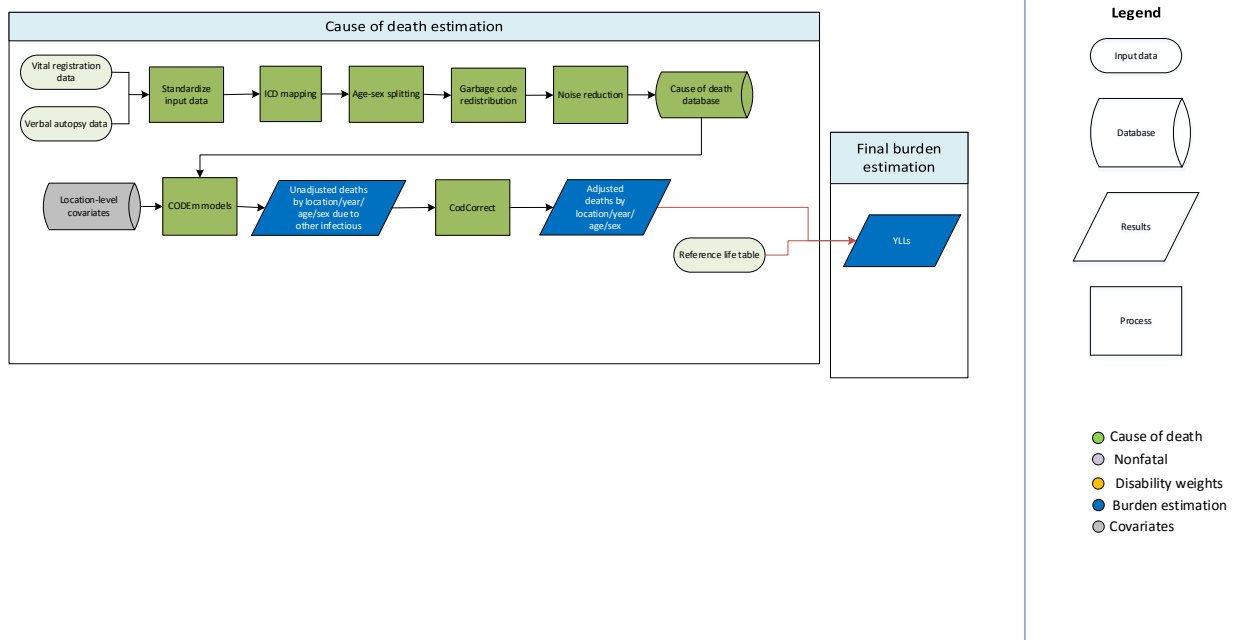 Cause of death estimation
Vital registration
data
Verbal autopsy data
Standardize
input data
ICD mapping
Age-sex splitting
Garbage code
redistribution
Noise reduction
Cause of death
database
Location-level
covariates
CODEm models
Unadjusted deaths
by location/year/
age/sex due to
other infectious
CodCorrect
Adjusted
deaths by
location/year/
age/sex
Reference life table
Final burden
estimation
YLLs
Legend
Input data
Database
Results
Process
Cause of death
Nonfatal
Disability weights
Burden estimation
Covariates